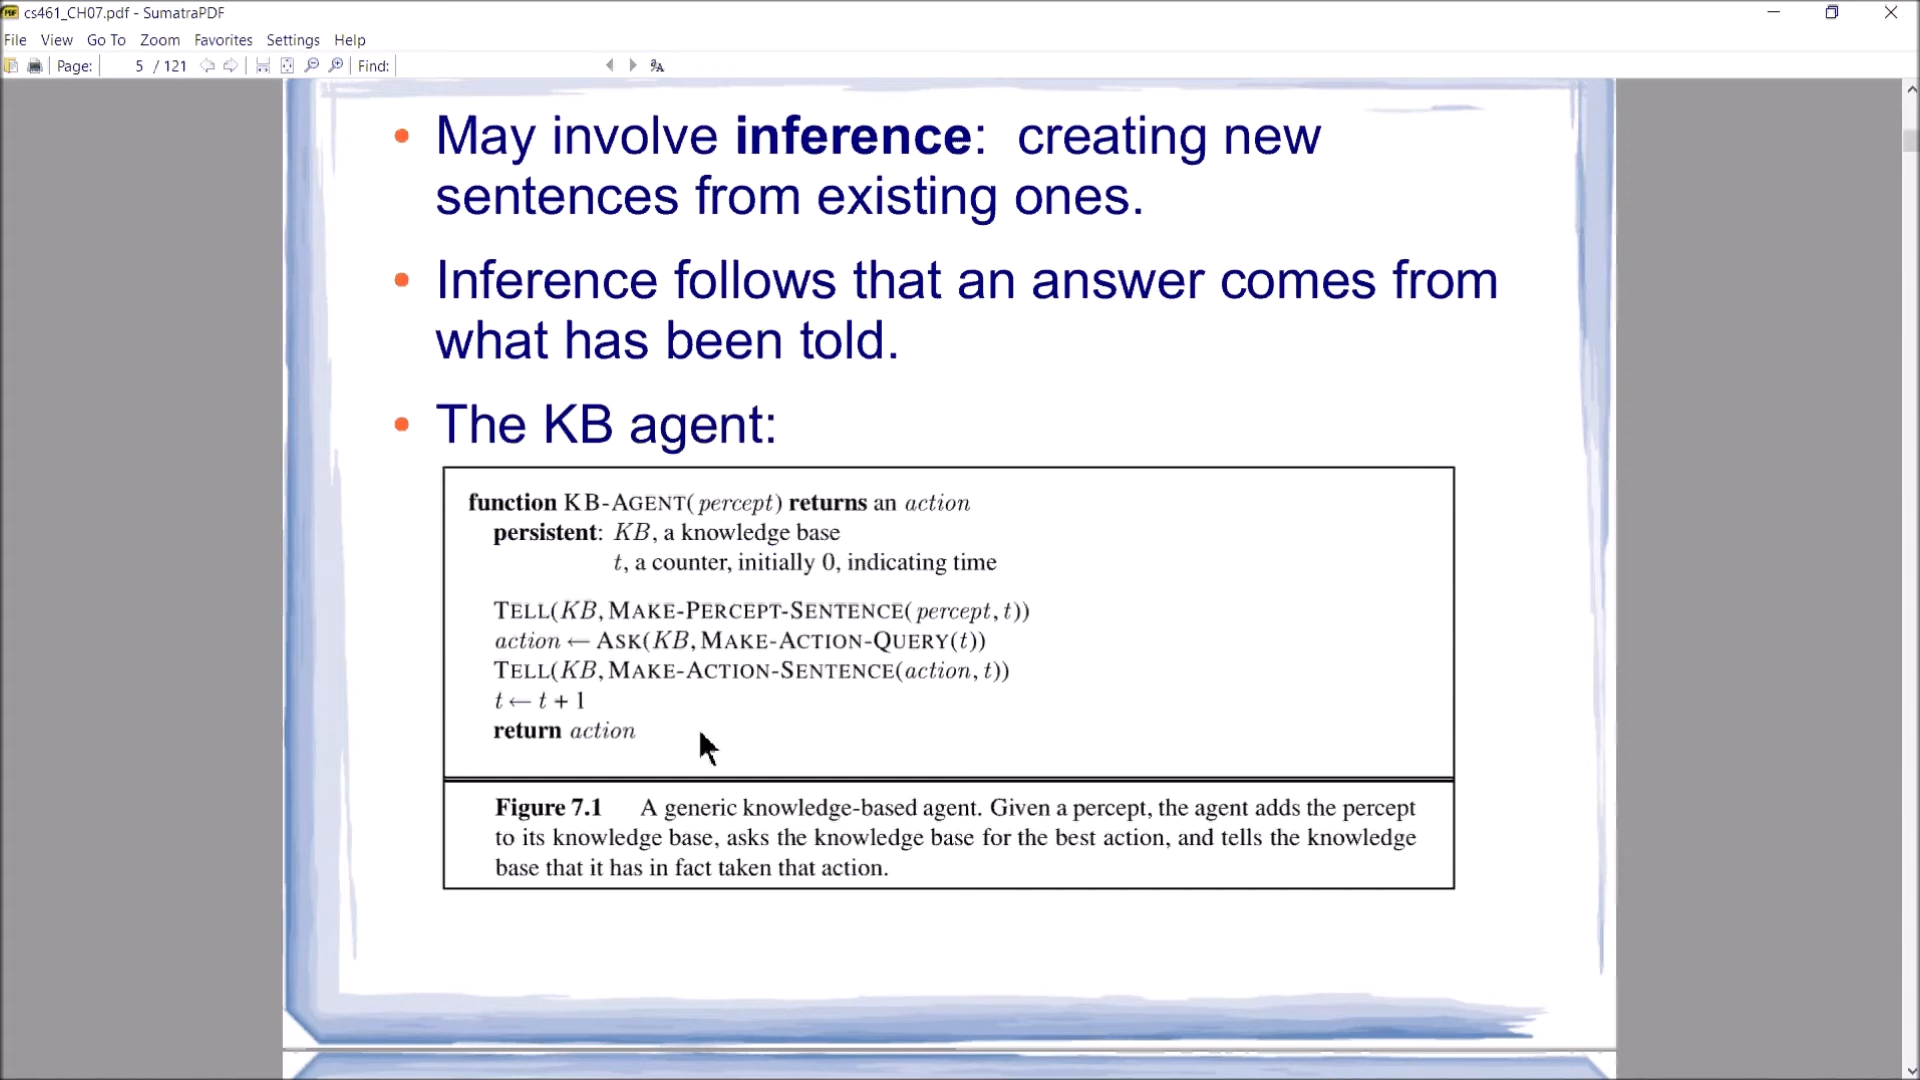 cs461_CH07.pdf - SumatraPDF
File View Go To Zoom Favorites Settings Help
Page: 5 / 121 Find:
• May involve inference: creating new
sentences from existing ones.
• Inference follows that an answer comes from
what has been told.
• The KB agent:
function KB-AGENT(percept) returns an action
persistent: KB, a knowledge base
t, a counter, initially 0, indicating time
TELL(KB, MAKE-PERCEPT-SENTENCE(percept, t))
action ← ASK(KB, MAKE-ACTION-QUERY(t))
TELL(KB, MAKE-ACTION-SENTENCE(action, t))
t ← t + 1
return action
Figure 7.1 A generic knowledge-based agent. Given a percept, the agent adds the percept
to its knowledge base, asks the knowledge base for the best action, and tells the knowledge
base that it has in fact taken that action.